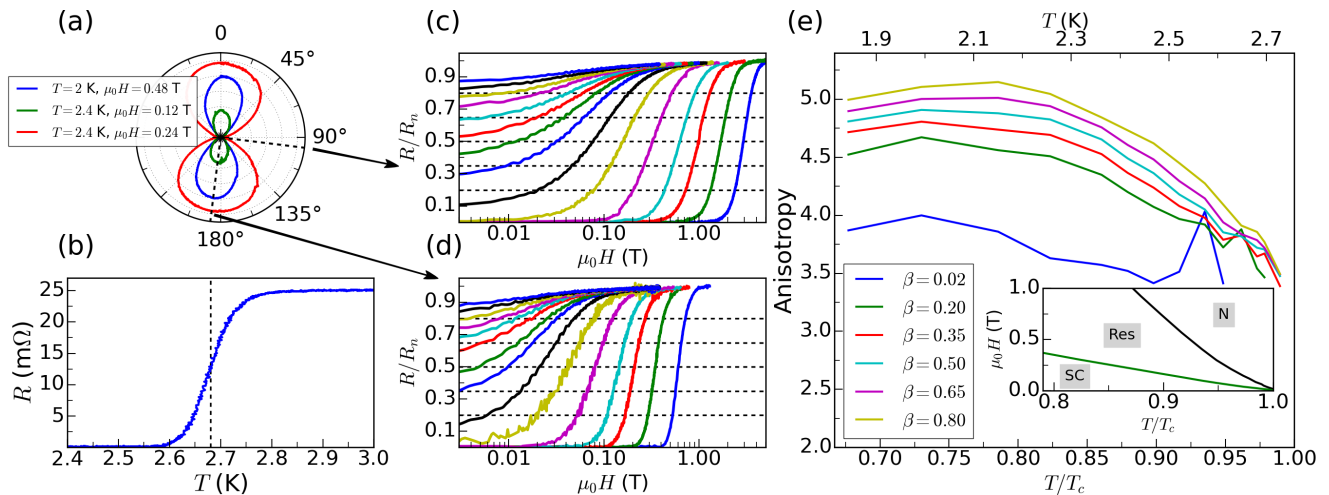 (a)
0
45°
90°
135°
180°
T = 2 K, μ₀H = 0.48 T
T = 2.4 K, μ₀H = 0.12 T
T = 2.4 K, μ₀H = 0.24 T
(b)
25
20
15
10
5
R (mΩ)
2.4 2.5 2.6 2.7 2.8 2.9 3.0
T (K)
(c)
0.9
0.7
0.5
0.3
0.1
R/Rₙ
0.01 0.10 1.00
μ₀H (T)
(d)
0.9
0.7
0.5
0.3
0.1
R/Rₙ
0.01 0.10 1.00
μ₀H (T)
(e)
T (K)
1.9 2.1 2.3 2.5 2.7
5.0
4.5
4.0
3.5
3.0
2.5
2.0
Anisotropy
β = 0.02
β = 0.20
β = 0.35
β = 0.50
β = 0.65
β = 0.80
1.0
0.5
0.0
μ₀H (T)
N
Res
SC
0.8 0.9 1.0
T/T_c
0.70 0.75 0.80 0.85 0.90 0.95 1.00
T/T_c